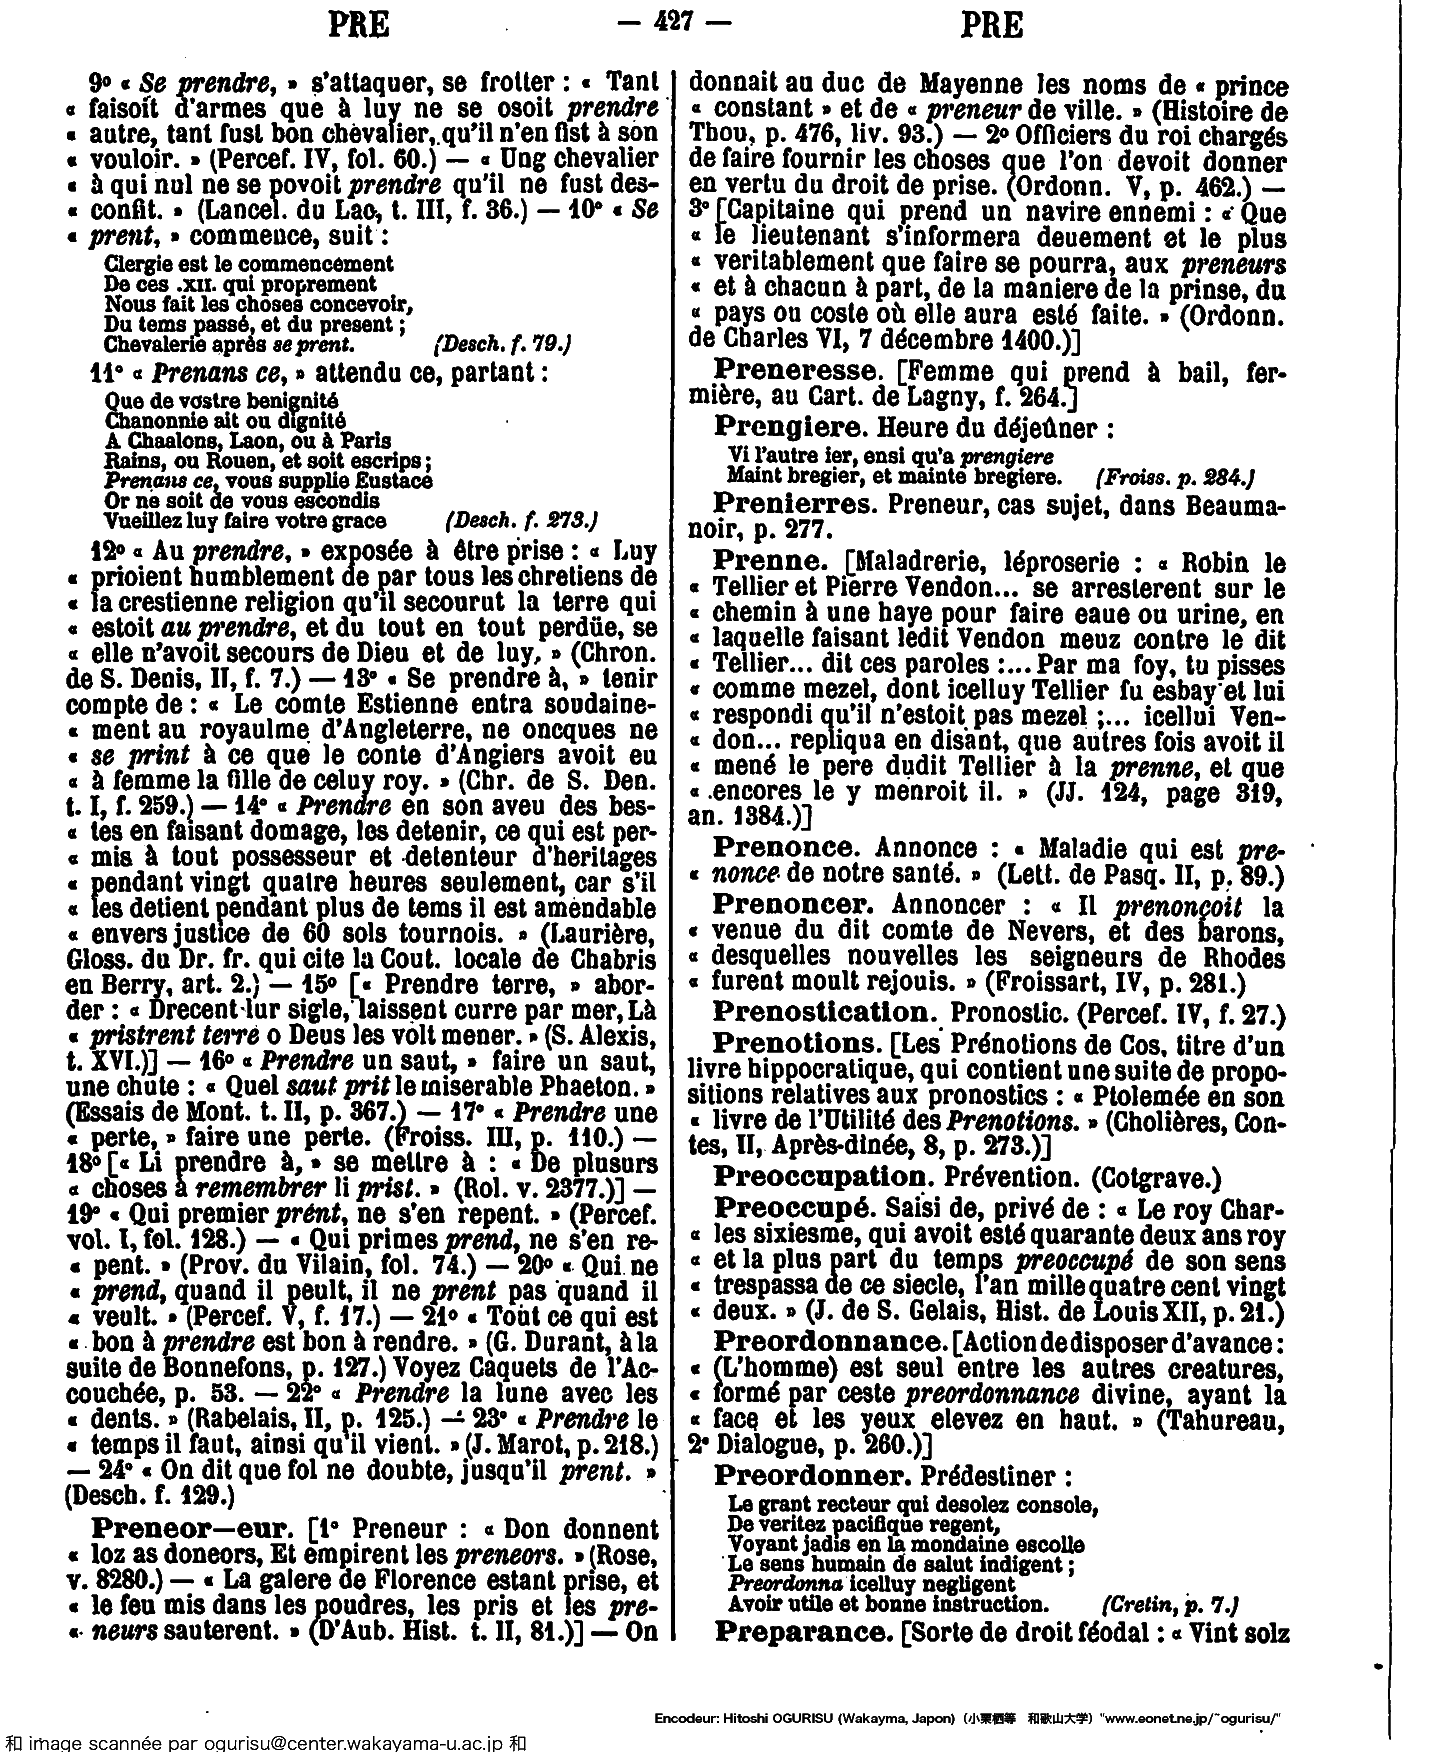 PRE — 427 — PRE
9º « Se prendre, » s'attaquer, se frotter : « Tant
« faisoit d'armes que à luy ne se osoit prendre
« autre, tant fust bon chevalier, qu'il n'en fist à son
« vouloir. » (Percef. IV, fol. 60.) — « Ung chevalier
« à qui nul ne se povoit prendre qu'il ne fust des-
« confit. » (Lancel. du Lac, t. III, f. 36.) — 10º « Se
« prent, » commence, suit :
Clergie est le commencement
De ces .XII. qui proprement
Nous fait les choses concevoir,
Du tems passé, et du present ;
Chevalerie après se prent. (Desch. f. 79.)
11º « Prenans ce, » attendu ce, partant :
Que de vostre benignité
Chanonnie ait ou dignité
A Chaalons, Laon, ou à Paris
Rains, ou Rouen, et soit escrips ;
Prenans ce, vous supplie Eustace
Or ne soit de vous escondis
Vueillez luy faire votre grace (Desch. f. 273.)
12º « Au prendre, » exposée à être prise : « Luy
« prioient humblement de par tous les chretiens de
« la crestienne religion qu'il secourut la terre qui
« estoit au prendre, et du tout en tout perdüe, se
« elle n'avoit secours de Dieu et de luy, » (Chron.
de S. Denis, II, f. 7.) — 13º « Se prendre à, » tenir
compte de : « Le comte Estienne entra soudaine-
« ment au royaulme d'Angleterre, ne oncques ne
« se print à ce que le conte d'Angiers avoit eu
« à femme la fille de celuy roy. » (Chr. de S. Den.
t. I, f. 259.) — 14º « Prendre en son aveu des bes-
« tes en faisant domage, les detenir, ce qui est per-
« mis à tout possesseur et detenteur d'heritages
« pendant vingt quatre heures seulement, car s'il
« les detient pendant plus de tems il est amendable
« envers justice de 60 sols tournois. » (Laurière,
Gloss. du Dr. fr. qui cite la Cout. locale de Chabris
en Berry, art. 2.) — 15º [« Prendre terre, » abor-
der : « Drecent lur sigle, laissent curre par mer, Là
« pristrent terre o Deus les volt mener. » (S. Alexis,
t. XVI.)] — 16º « Prendre un saut, » faire un saut,
une chute : « Quel saut prit le miserable Phaeton. »
(Essais de Mont. t. II, p. 367.) — 17º « Prendre une
« perte, » faire une perte. (Froiss. III, p. 110.) —
18º [« Li prendre à, » se mettre à : « De plusurs
« choses à remembrer li prist. » (Rol. v. 2377.)] —
19º « Qui premier prent, ne s'en repent. » (Percef.
vol. I, fol. 128.) — « Qui primes prend, ne s'en re-
« pent. » (Prov. du Vilain, fol. 74.) — 20º « Qui ne
« prend, quand il peult, il ne prent pas quand il
« veult. » (Percef. V, f. 17.) — 21º « Tout ce qui est
« bon à prendre est bon à rendre. » (G. Durant, à la
suite de Bonnefons, p. 127.) Voyez Caquets de l'Ac-
couchée, p. 53. — 22º « Prendre la lune avec les
« dents. » (Rabelais, II, p. 125.) — 23º « Prendre le
« temps il faut, ainsi qu'il vient. » (J. Marot, p. 218.)
— 24º « On dit que fol ne doubte, jusqu'il prent. »
(Desch. f. 129.)
Preneor—eur. [1º Preneur : « Don donnent
« loz as doneors, Et empirent les preneors. » (Rose,
v. 8280.) — « La galere de Florence estant prise, et
« le feu mis dans les poudres, les pris et les pre-
« neurs sauterent. » (D'Aub. Hist. t. II, 81.)] — On
donnait au duc de Mayenne les noms de « prince
« constant » et de « preneur de ville. » (Histoire de
Thou, p. 476, liv. 93.) — 2º Officiers du roi chargés
de faire fournir les choses que l'on devoit donner
en vertu du droit de prise. (Ordonn. V, p. 462.) —
3º [Capitaine qui prend un navire ennemi : « Que
« le lieutenant s'informera deuement et le plus
« veritablement que faire se pourra, aux preneurs
« et à chacun à part, de la maniere de la prinse, du
« pays ou coste où elle aura esté faite. » (Ordonn.
de Charles VI, 7 décembre 1400.)]
Preneresse. [Femme qui prend à bail, fer-
mière, au Cart. de Lagny, f. 264.]
Prengiere. Heure du déjeûner :
Vi l'autre ier, ensi qu'a prengiere
Maint bregier, et mainte bregiere. (Froiss. p. 284.)
Prenierres. Preneur, cas sujet, dans Beauma-
noir, p. 277.
Prenne. [Maladrerie, léproserie : « Robin le
« Tellier et Pierre Vendon... se arresterent sur le
« chemin à une haye pour faire eaue ou urine, en
« laquelle faisant ledit Vendon meuz contre le dit
« Tellier... dit ces paroles :... Par ma foy, tu pisses
« comme mezel, dont icelluy Tellier fu esbay et lui
« respondi qu'il n'estoit pas mezel ;... icellui Ven-
« don... repliqua en disant, que autres fois avoit il
« mené le pere dudit Tellier à la prenne, et que
« encores le y menroit il. » (JJ. 124, page 319,
an. 1384.)]
Prenonce. Annonce : « Maladie qui est pre-
« nonce de notre santé. » (Lett. de Pasq. II, p. 89.)
Prenoncer. Annoncer : « Il prenonçoit la
« venue du dit comte de Nevers, et des barons,
« desquelles nouvelles les seigneurs de Rhodes
« furent moult rejouis. » (Froissart, IV, p. 281.)
Prenostication. Pronostic. (Percef. IV, f. 27.)
Prenotions. [Les Prénotions de Cos, titre d'un
livre hippocratique, qui contient une suite de propo-
sitions relatives aux pronostics : « Ptolemée en son
« livre de l'Utilité des Prenotions. » (Cholières, Con-
tes, II, Après-dinée, 8, p. 273.)]
Preoccupation. Prévention. (Cotgrave.)
Preoccupé. Saisi de, privé de : « Le roy Char-
« les sixiesme, qui avoit esté quarante deux ans roy
« et la plus part du temps preoccupé de son sens
« trespassa de ce siecle, l'an mille quatre cent vingt
« deux. » (J. de S. Gelais, Hist. de Louis XII, p. 21.)
Preordonnance. [Action de disposer d'avance :
« (L'homme) est seul entre les autres creatures,
« formé par ceste preordonnance divine, ayant la
« face et les yeux elevez en haut. » (Tahureau,
2º Dialogue, p. 260.)]
Preordonner. Prédestiner :
Le grant recteur qui desolez console,
De veritez pacifique regent,
Voyant jadis en la mondaine escolle
Le sens humain de salut indigent ;
Preordonna icelluy negligent
Avoir utile et bonne instruction. (Cretin, p. 7.)
Preparance. [Sorte de droit féodal : « Vint solz
Encodeur: Hitoshi OGURISU (Wakayma, Japon) (小栗栖等 和歌山大学) "www.eonet.ne.jp/~ogurisu/"
和 image scannée par ogurisu@center.wakayama-u.ac.jp 和